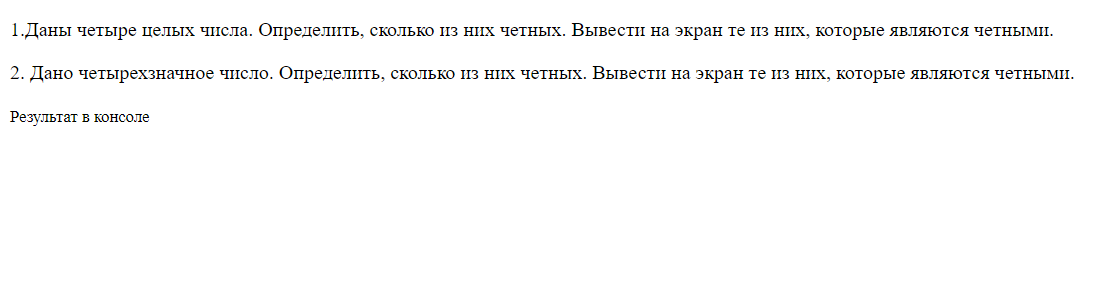 1.Даны четыре целых числа. Определить, сколько из них четных. Вывести на экран те из них, которые являются четными.
2. Дано четырехзначное число. Определить, сколько из них четных. Вывести на экран те из них, которые являются четными.
Результат в консоле